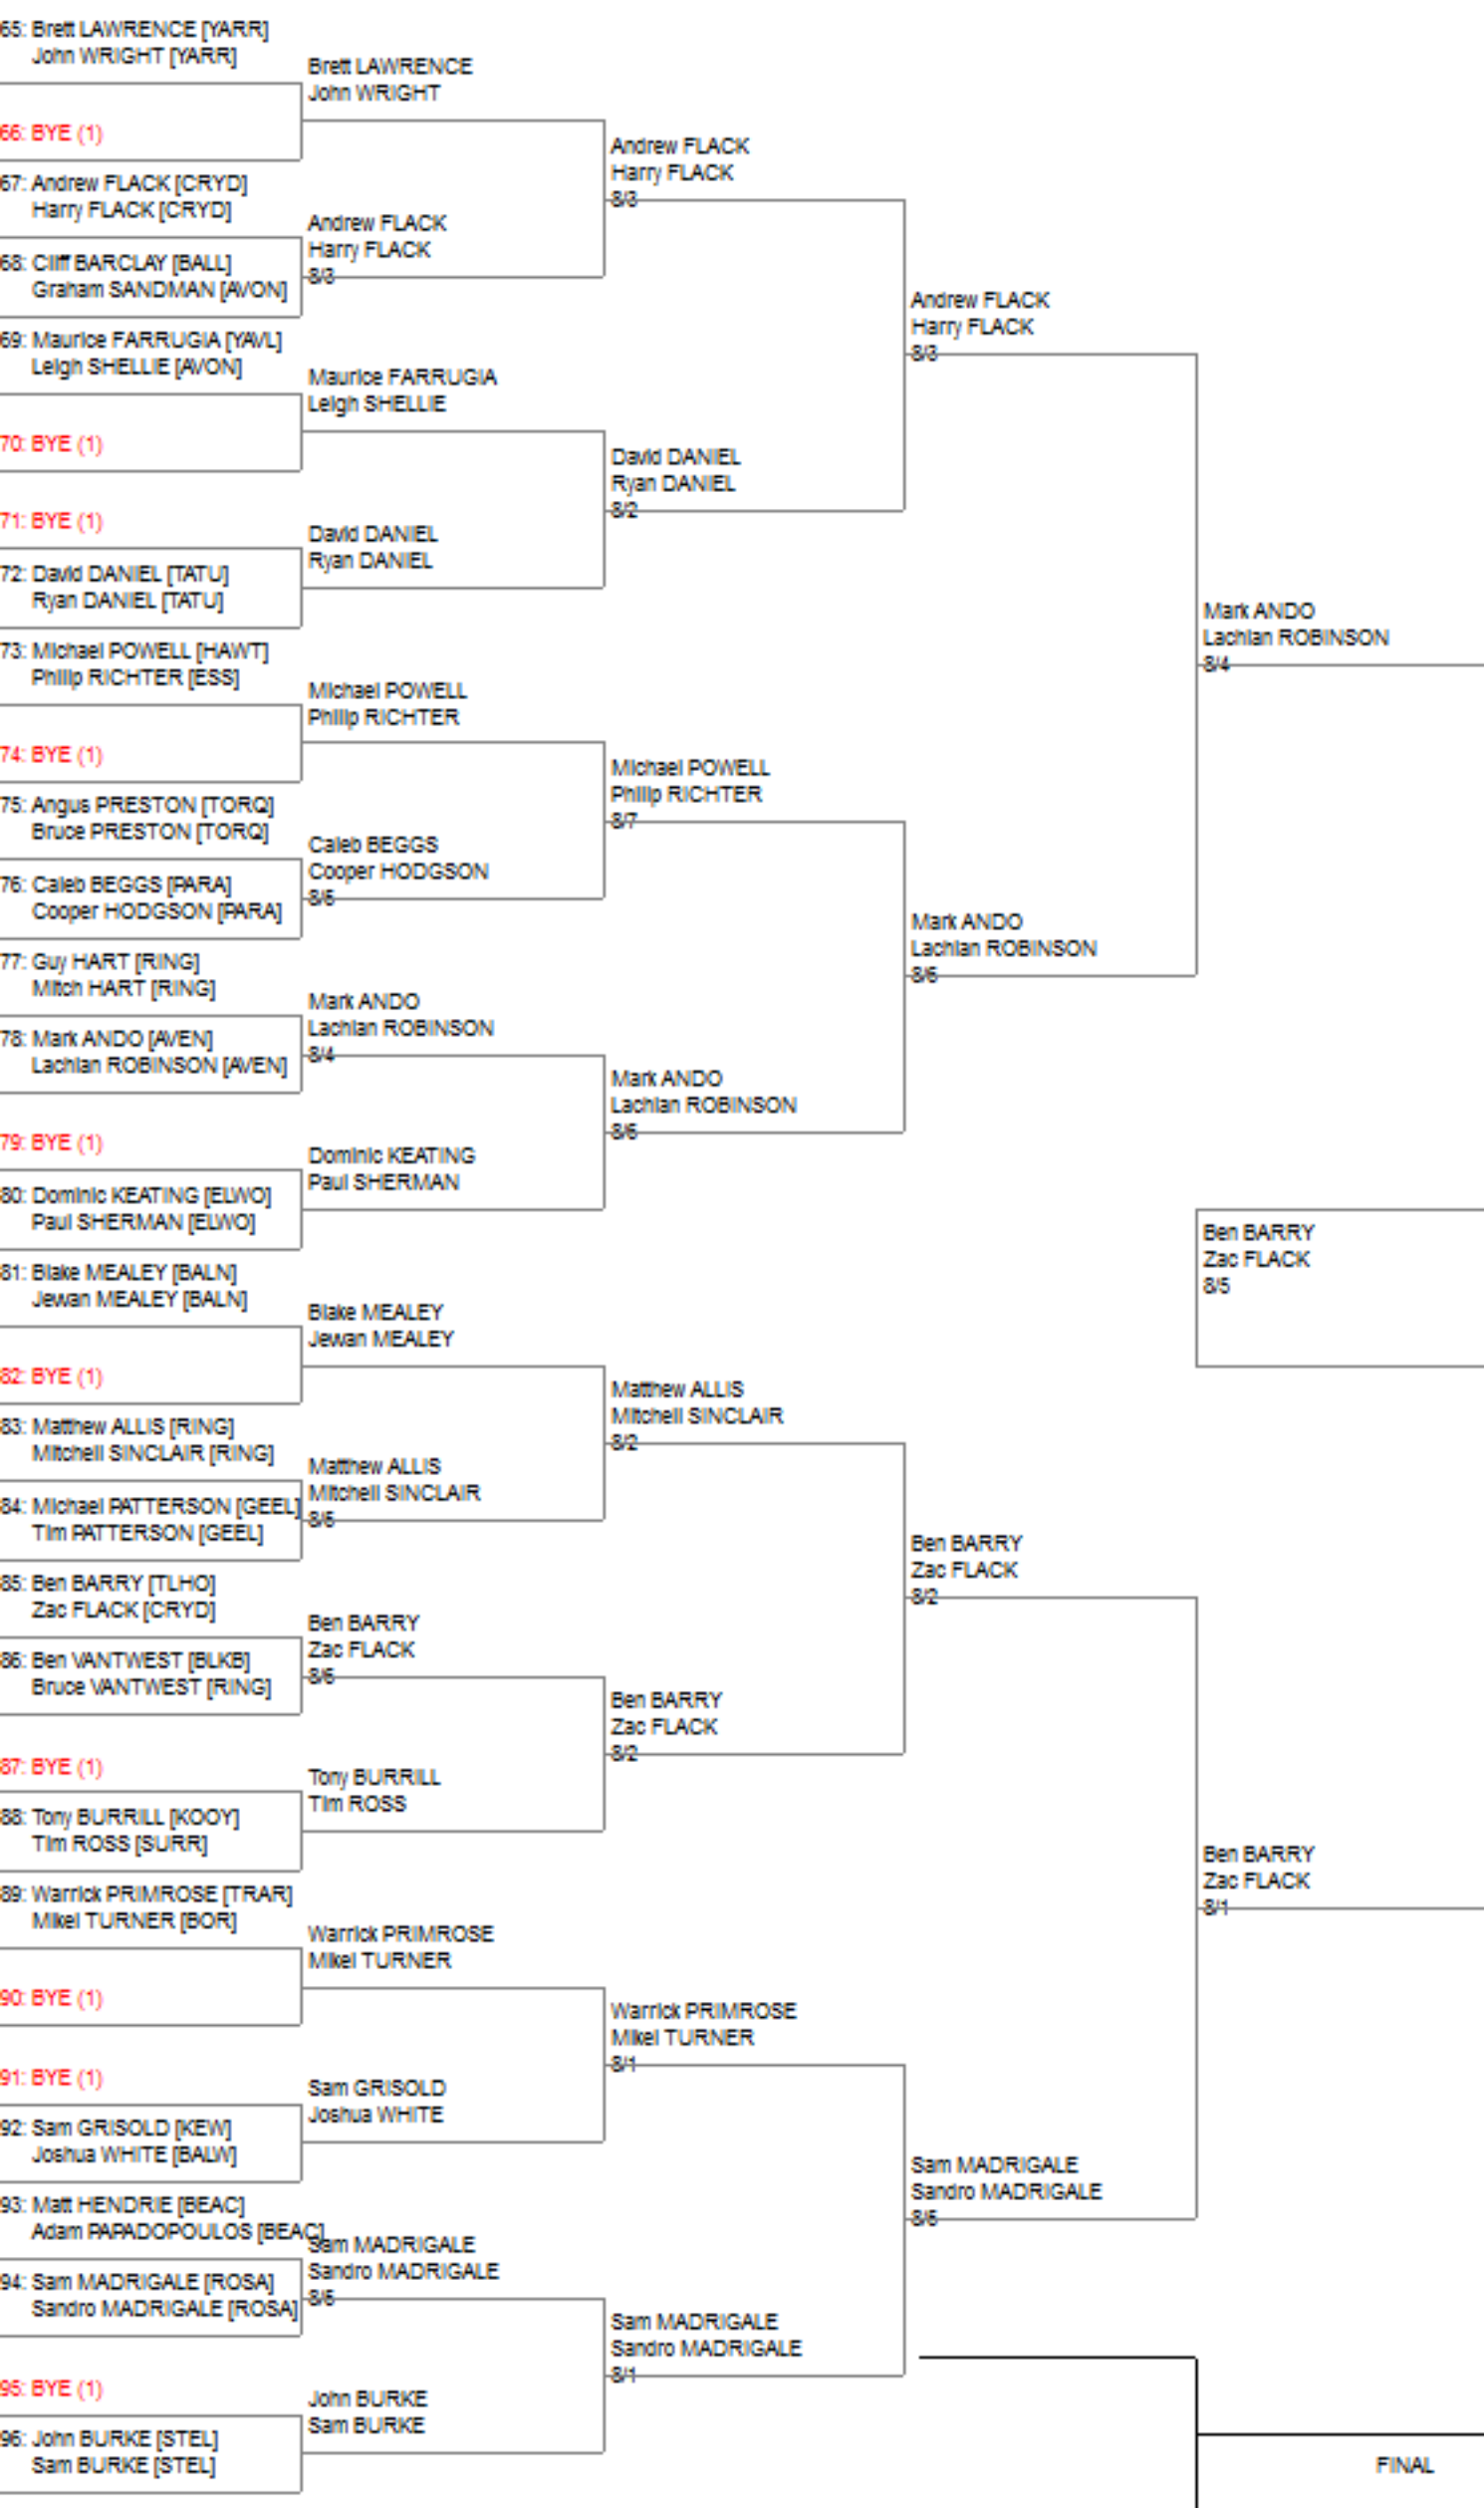 65: Brett LAWRENCE [YARR]
John WRIGHT [YARR]
66: BYE (1)
67: Andrew FLACK [CRYD]
Harry FLACK [CRYD]
68: Cliff BARCLAY [BALL]
Graham SANDMAN [AVON]
69: Maurice FARRUGIA [YAVL]
Leigh SHELLIE [AVON]
70: BYE (1)
71: BYE (1)
72: David DANIEL [TATU]
Ryan DANIEL [TATU]
73: Michael POWELL [HAWT]
Philip RICHTER [ESS]
74: BYE (1)
75: Angus PRESTON [TORQ]
Bruce PRESTON [TORQ]
76: Caleb BEGGS [PARA]
Cooper HODGSON [PARA]
77: Guy HART [RING]
Mitch HART [RING]
78: Mark ANDO [AVEN]
Lachlan ROBINSON [AVEN]
79: BYE (1)
80: Dominic KEATING [ELWO]
Paul SHERMAN [ELWO]
81: Blake MEALEY [BALN]
Jewan MEALEY [BALN]
82: BYE (1)
83: Matthew ALLIS [RING]
Mitchell SINCLAIR [RING]
84: Michael PATTERSON [GEEL]
Tim PATTERSON [GEEL]
85: Ben BARRY [TLHO]
Zac FLACK [CRYD]
86: Ben VANTWEST [BLKB]
Bruce VANTWEST [RING]
87: BYE (1)
88: Tony BURRILL [KOOY]
Tim ROSS [SURR]
89: Warrick PRIMROSE [TRAR]
Mikel TURNER [BOR]
90: BYE (1)
91: BYE (1)
92: Sam GRISOLD [KEW]
Joshua WHITE [BALW]
93: Matt HENDRIE [BEAC]
Adam PAPADOPOULOS [BEAC]
94: Sam MADRIGALE [ROSA]
Sandro MADRIGALE [ROSA]
95: BYE (1)
96: John BURKE [STEL]
Sam BURKE [STEL]
Brett LAWRENCE
John WRIGHT
Andrew FLACK
Harry FLACK
8/3
Maurice FARRUGIA
Leigh SHELLIE
David DANIEL
Ryan DANIEL
Michael POWELL
Philip RICHTER
Caleb BEGGS
Cooper HODGSON
Mark ANDO
Lachlan ROBINSON
8/4
Dominic KEATING
Paul SHERMAN
Blake MEALEY
Jewan MEALEY
Matthew ALLIS
Mitchell SINCLAIR
Ben BARRY
Zac FLACK
Tony BURRILL
Tim ROSS
Warrick PRIMROSE
Mikel TURNER
Sam GRISOLD
Joshua WHITE
Sam MADRIGALE
Sandro MADRIGALE
John BURKE
Sam BURKE
Andrew FLACK
Harry FLACK
8/3
David DANIEL
Ryan DANIEL
8/2
Michael POWELL
Philip RICHTER
8/7
Mark ANDO
Lachlan ROBINSON
Matthew ALLIS
Mitchell SINCLAIR
8/2
Ben BARRY
Zac FLACK
8/2
Warrick PRIMROSE
Mikel TURNER
8/1
Sam MADRIGALE
Sandro MADRIGALE
8/1
Andrew FLACK
Harry FLACK
8/3
Mark ANDO
Lachlan ROBINSON
Ben BARRY
Zac FLACK
8/2
Sam MADRIGALE
Sandro MADRIGALE
Mark ANDO
Lachlan ROBINSON
8/4
Ben BARRY
Zac FLACK
8/5
Ben BARRY
Zac FLACK
8/1
FINAL